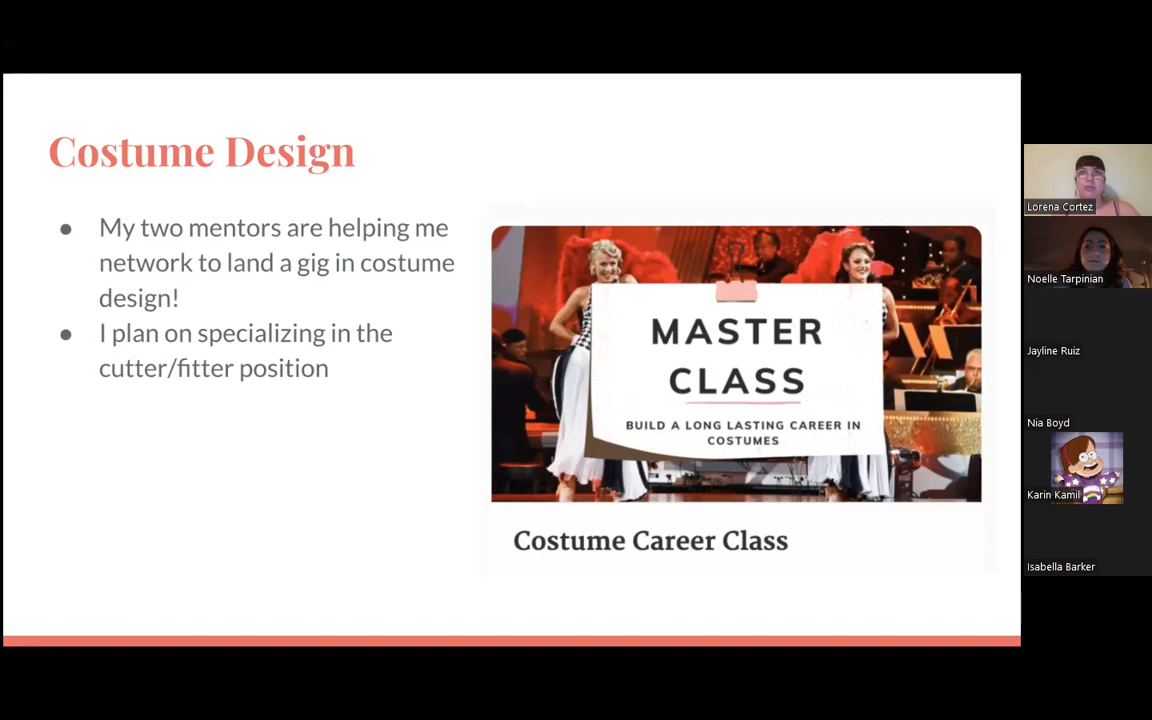 Costume Design
● My two mentors are helping me
network to land a gig in costume
design!
● I plan on specializing in the
cutter/fitter position
MASTER
CLASS
BUILD A LONG LASTING CAREER IN
COSTUMES
Costume Career Class
Lorena Cortez
Noelle Tarpinian
Jayline Ruiz
Nia Boyd
Karin Kamil
Isabella Barker